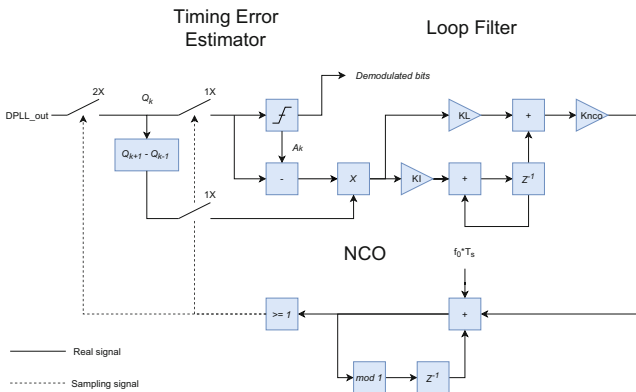 Timing Error
Estimator
Loop Filter
Demodulated bits
2X
Q_k
1X
DPLL_out
KL
+
Knco
A_k
Q_{k+1} - Q_{k-1}
-
X
KI
+
Z^{-1}
1X
NCO
f_0*T_s
>= 1
+
Real signal
mod 1
Z^{-1}
Sampling signal